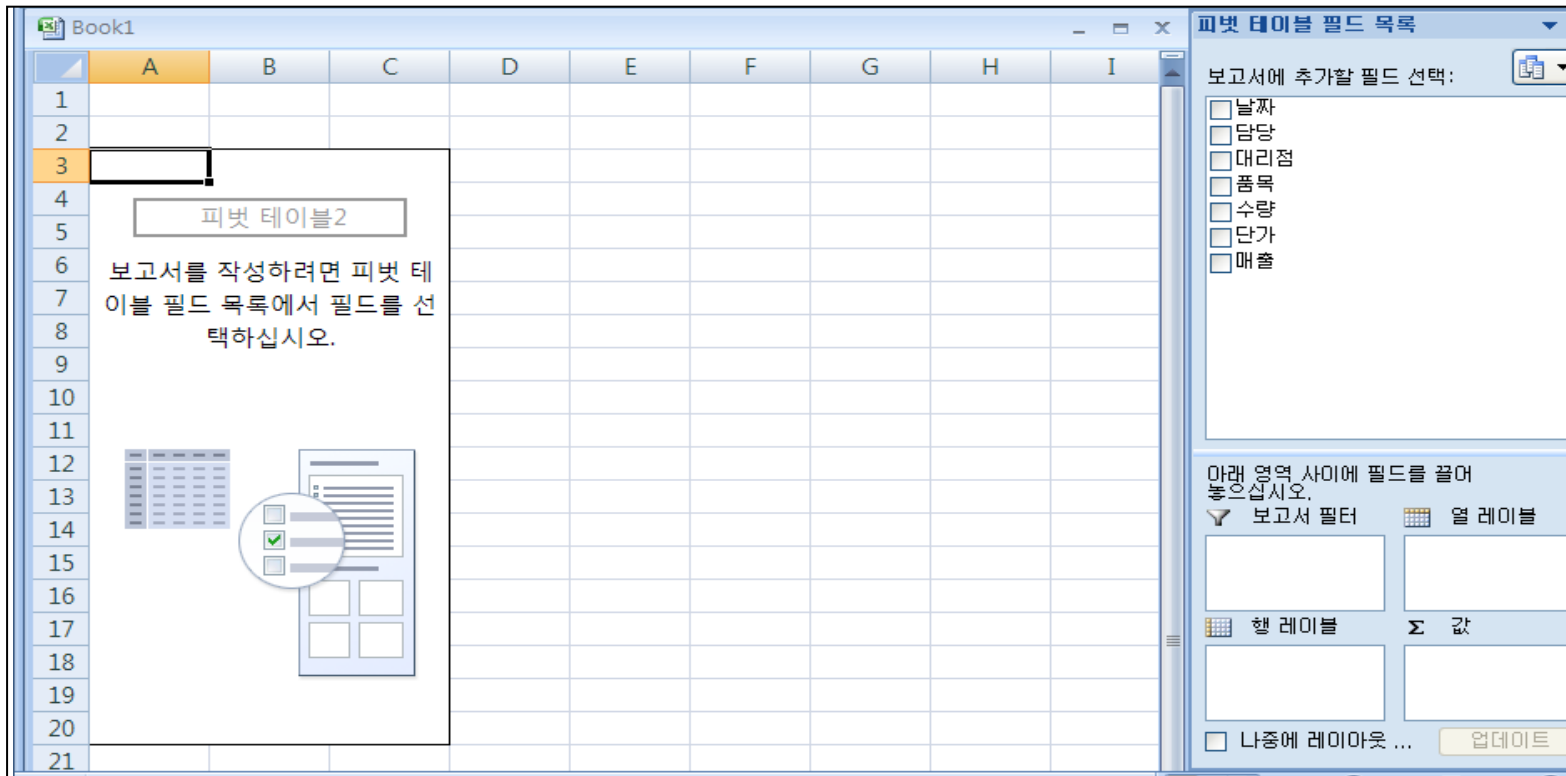 Book1
A B C D E F G H I
1
2
3
4
5
6
7
8
9
10
11
12
13
14
15
16
17
18
19
20
21
피벗 테이블2
보고서를 작성하려면 피벗 테
이블 필드 목록에서 필드를 선
택하십시오.
피벗 테이블 필드 목록
보고서에 추가할 필드 선택:
날짜
담당
대리점
품목
수량
단가
매출
아래 영역 사이에 필드를 끌어
놓으십시오.
보고서 필터 열 레이블
행 레이블 Σ 값
나중에 레이아웃 ... 업데이트